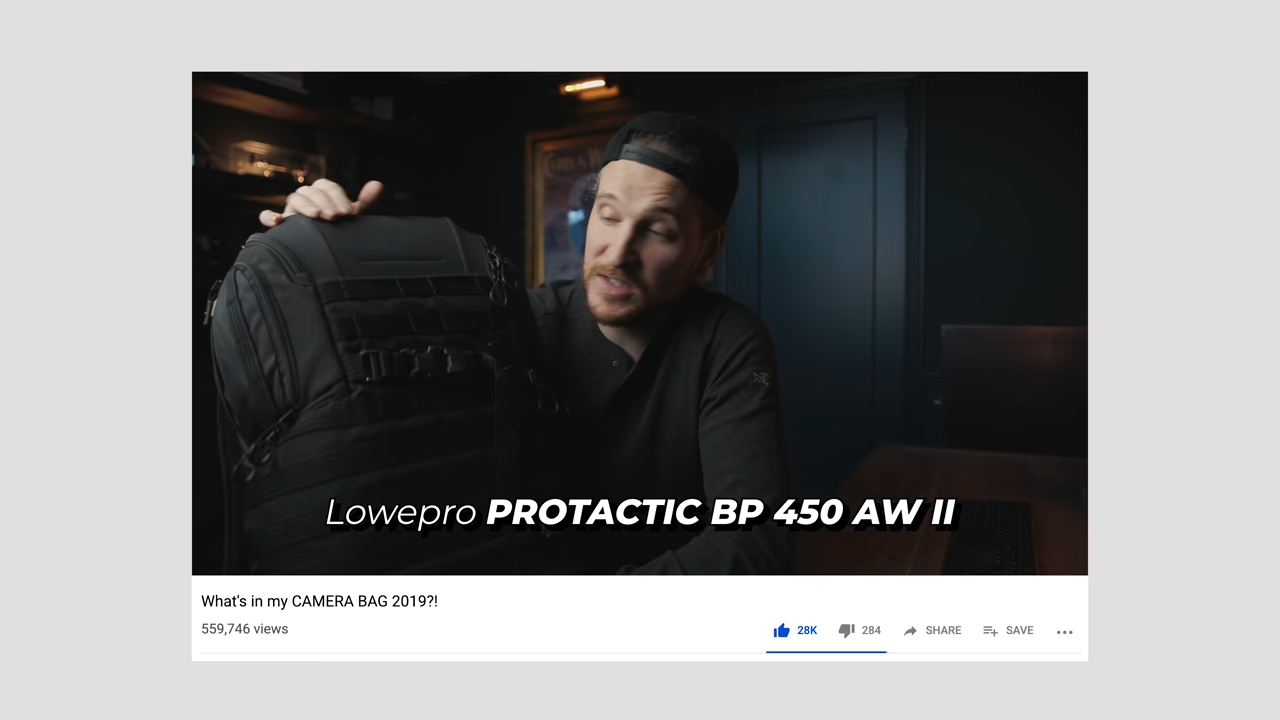 Lowepro PROTACTIC BP 450 AW II
What's in my CAMERA BAG 2019?!
559,746 views
28K 284 SHARE SAVE